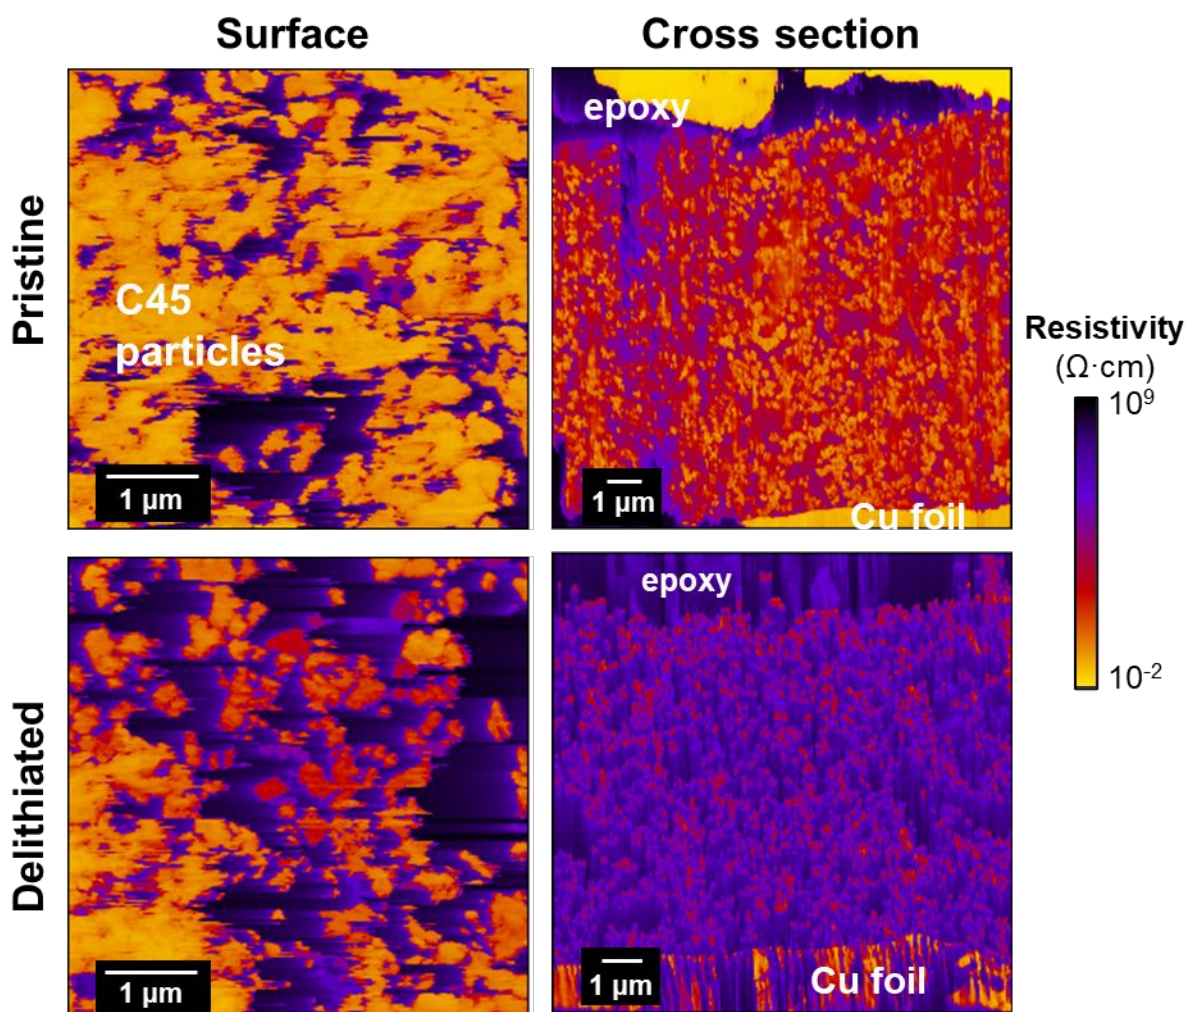 Surface
Cross section
Pristine
epoxy
C45
particles
1 µm
1 µm
Cu foil
Resistivity
(Ω·cm)
10⁹
10⁻²
Delithiated
epoxy
1 µm
1 µm
Cu foil